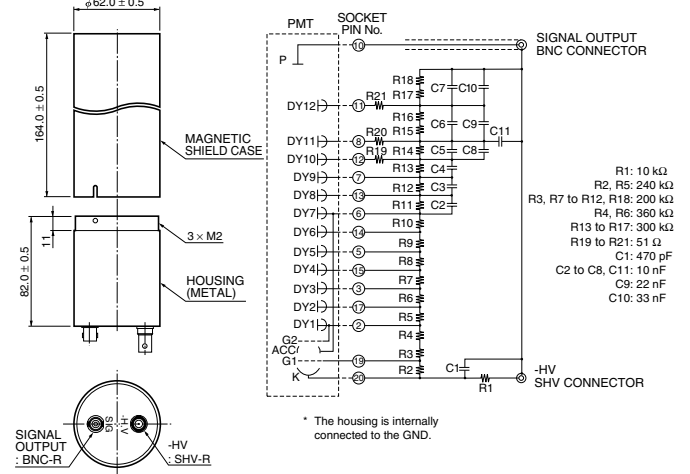 φ62.0 ± 0.5
164.0 ± 0.5
MAGNETIC
SHIELD CASE
11
82.0 ± 0.5
3 × M2
HOUSING
(METAL)
SIG
HV
SIGNAL
OUTPUT
: BNC-R
-HV
: SHV-R
PMT
SOCKET
PIN No.
SIGNAL OUTPUT
BNC CONNECTOR
P
10
R18
R17
C7
C10
DY12
11
R21
R16
R15
C6
C9
C11
DY11
8
R20
DY10
12
R19
R14
C5
C8
DY9
7
R13
C4
DY8
13
R12
C3
DY7
6
R11
C2
DY6
14
R10
DY5
5
R9
DY4
15
R8
DY3
3
R7
DY2
17
R6
DY1
2
R5
G2
R4
ACC
G1
19
R3
K
20
R2
C1
R1
-HV
SHV CONNECTOR
* The housing is internally
connected to the GND.
R1: 10 kΩ
R2, R5: 240 kΩ
R3, R7 to R12, R18: 200 kΩ
R4, R6: 360 kΩ
R13 to R17: 300 kΩ
R19 to R21: 51 Ω
C1: 470 pF
C2 to C8, C11: 10 nF
C9: 22 nF
C10: 33 nF